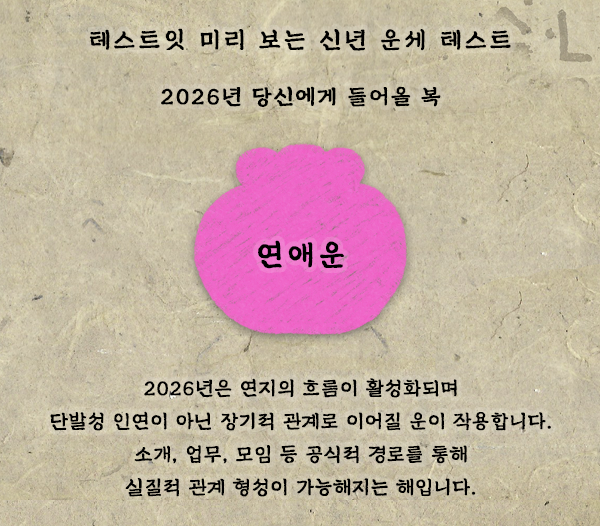 테스트잇 미리 보는 신년 운세 테스트
2026년 당신에게 들어올 복
연애운
2026년은 연지의 흐름이 활성화되며
단발성 인연이 아닌 장기적 관계로 이어질 운이 작용합니다.
소개, 업무, 모임 등 공식적 경로를 통해
실질적 관계 형성이 가능해지는 해입니다.